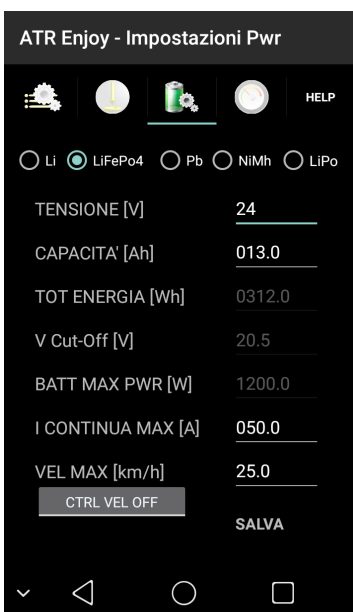 ATR Enjoy - Impostazioni Pwr
HELP
Li LiFePo4 Pb NiMh LiPo
TENSIONE [V] 24
CAPACITA' [Ah] 013.0
TOT ENERGIA [Wh] 0312.0
V Cut-Off [V] 20.5
BATT MAX PWR [W] 1200.0
I CONTINUA MAX [A] 050.0
VEL MAX [km/h] 25.0
CTRL VEL OFF
SALVA